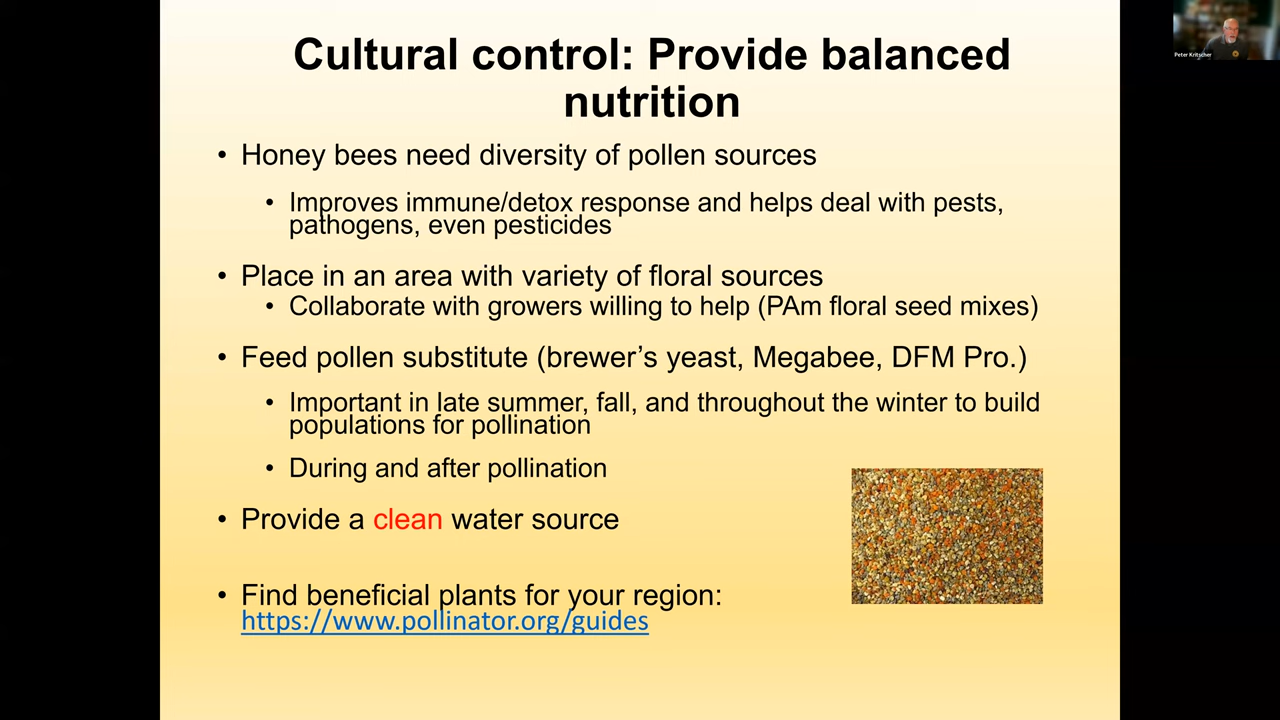 Cultural control: Provide balanced
nutrition
• Honey bees need diversity of pollen sources
• Improves immune/detox response and helps deal with pests,
pathogens, even pesticides
• Place in an area with variety of floral sources
• Collaborate with growers willing to help (PAm floral seed mixes)
• Feed pollen substitute (brewer’s yeast, Megabee, DFM Pro.)
• Important in late summer, fall, and throughout the winter to build
populations for pollination
• During and after pollination
• Provide a clean water source
• Find beneficial plants for your region:
https://www.pollinator.org/guides
Peter Kritscher